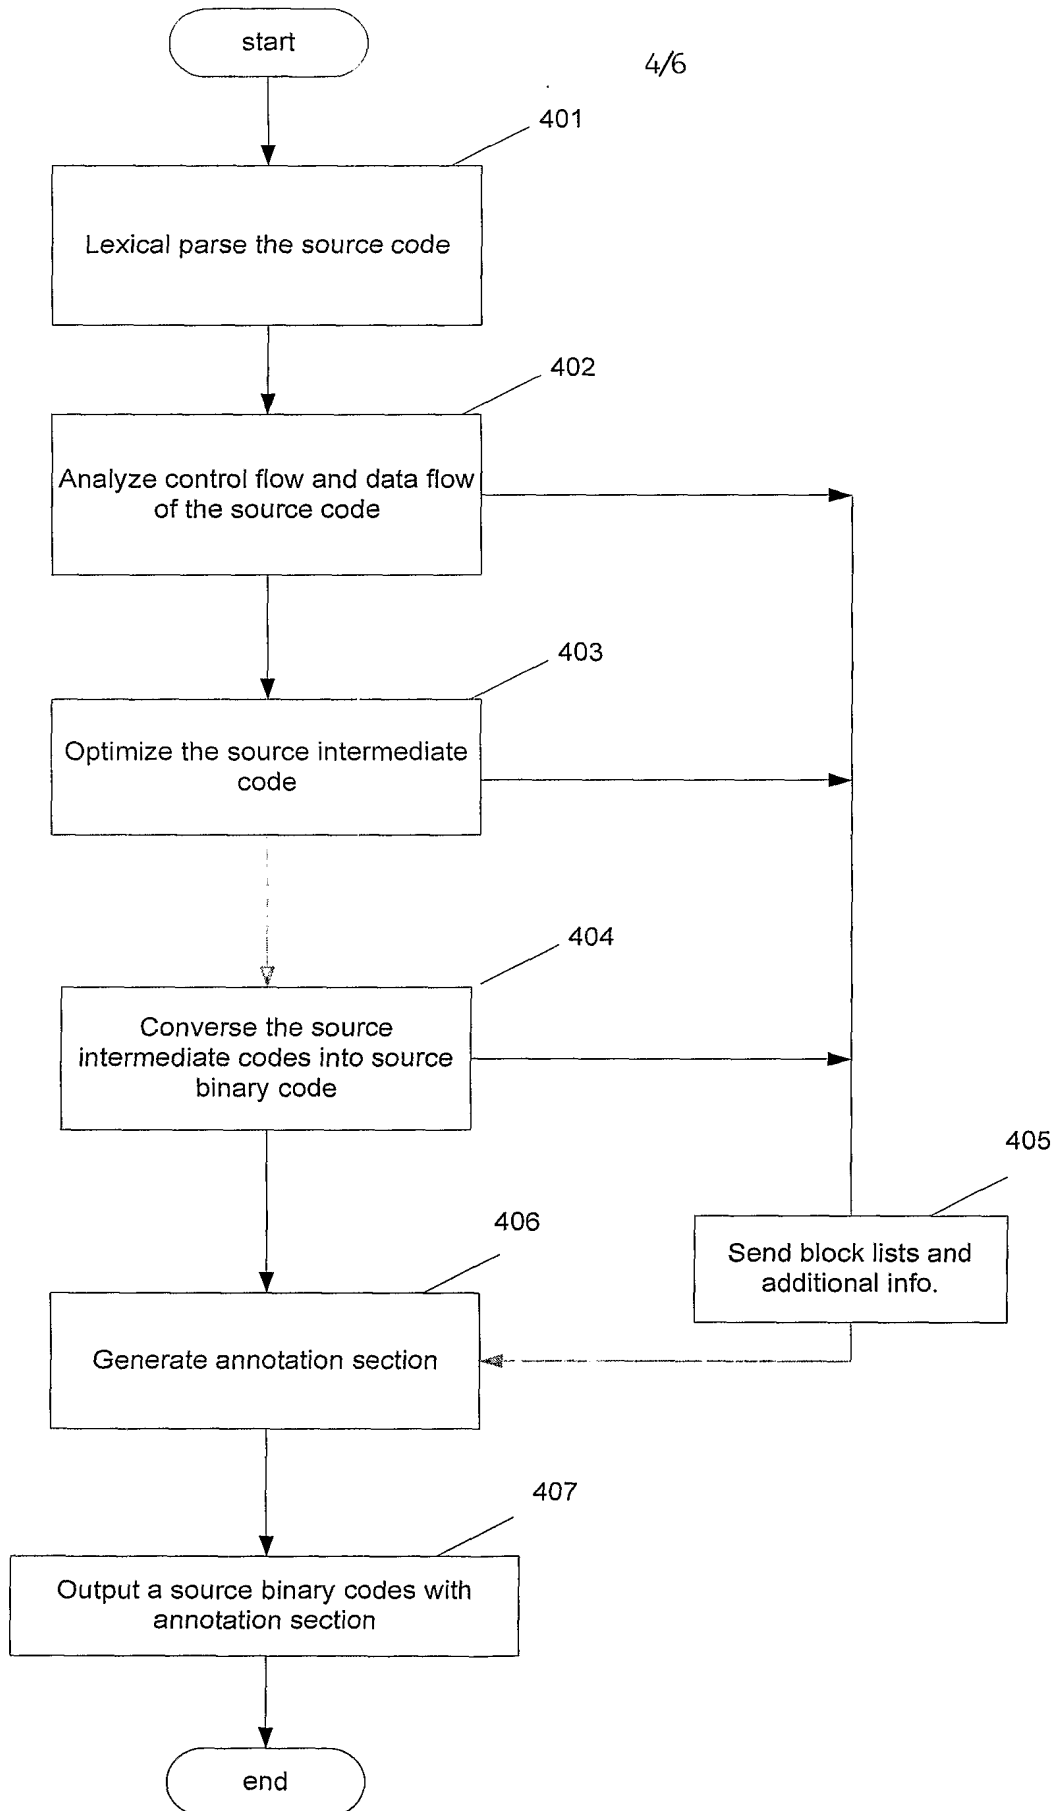 start
4/6
401
Lexical parse the source code
402
Analyze control flow and data flow
of the source code
403
Optimize the source intermediate
code
404
Converse the source
intermediate codes into source
binary code
405
Send block lists and
additional info.
406
Generate annotation section
407
Output a source binary codes with
annotation section
end